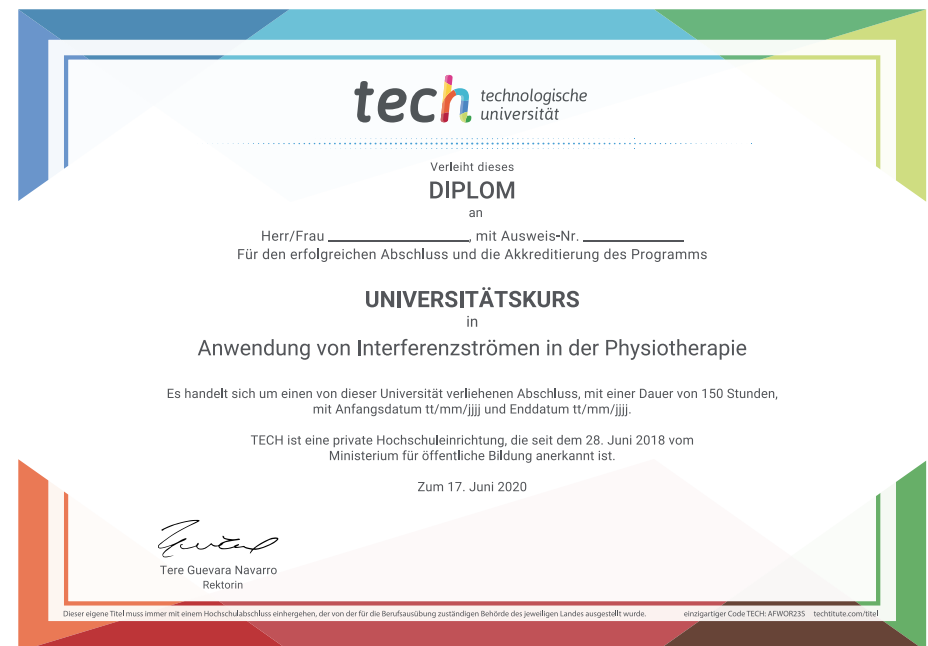 tech technologische
universität
Verleiht dieses
DIPLOM
an
Herr/Frau ____________, mit Ausweis-Nr. ____________
Für den erfolgreichen Abschluss und die Akkreditierung des Programms
UNIVERSITÄTSKURS
in
Anwendung von Interferenzströmen in der Physiotherapie
Es handelt sich um einen von dieser Universität verliehenen Abschluss, mit einer Dauer von 150 Stunden,
mit Anfangsdatum tt/mm/jjjj und Enddatum tt/mm/jjjj.
TECH ist eine private Hochschuleinrichtung, die seit dem 28. Juni 2018 vom
Ministerium für öffentliche Bildung anerkannt ist.
Zum 17. Juni 2020
Tere Guevara Navarro
Rektorin
Dieser eigene Titel muss immer mit einem Hochschulabschluss einhergehen, der von der für die Berufsausübung zuständigen Behörde des jeweiligen Landes ausgestellt wurde. einzigartiger Code TECH: AFWOR23S techtitute.com/titel